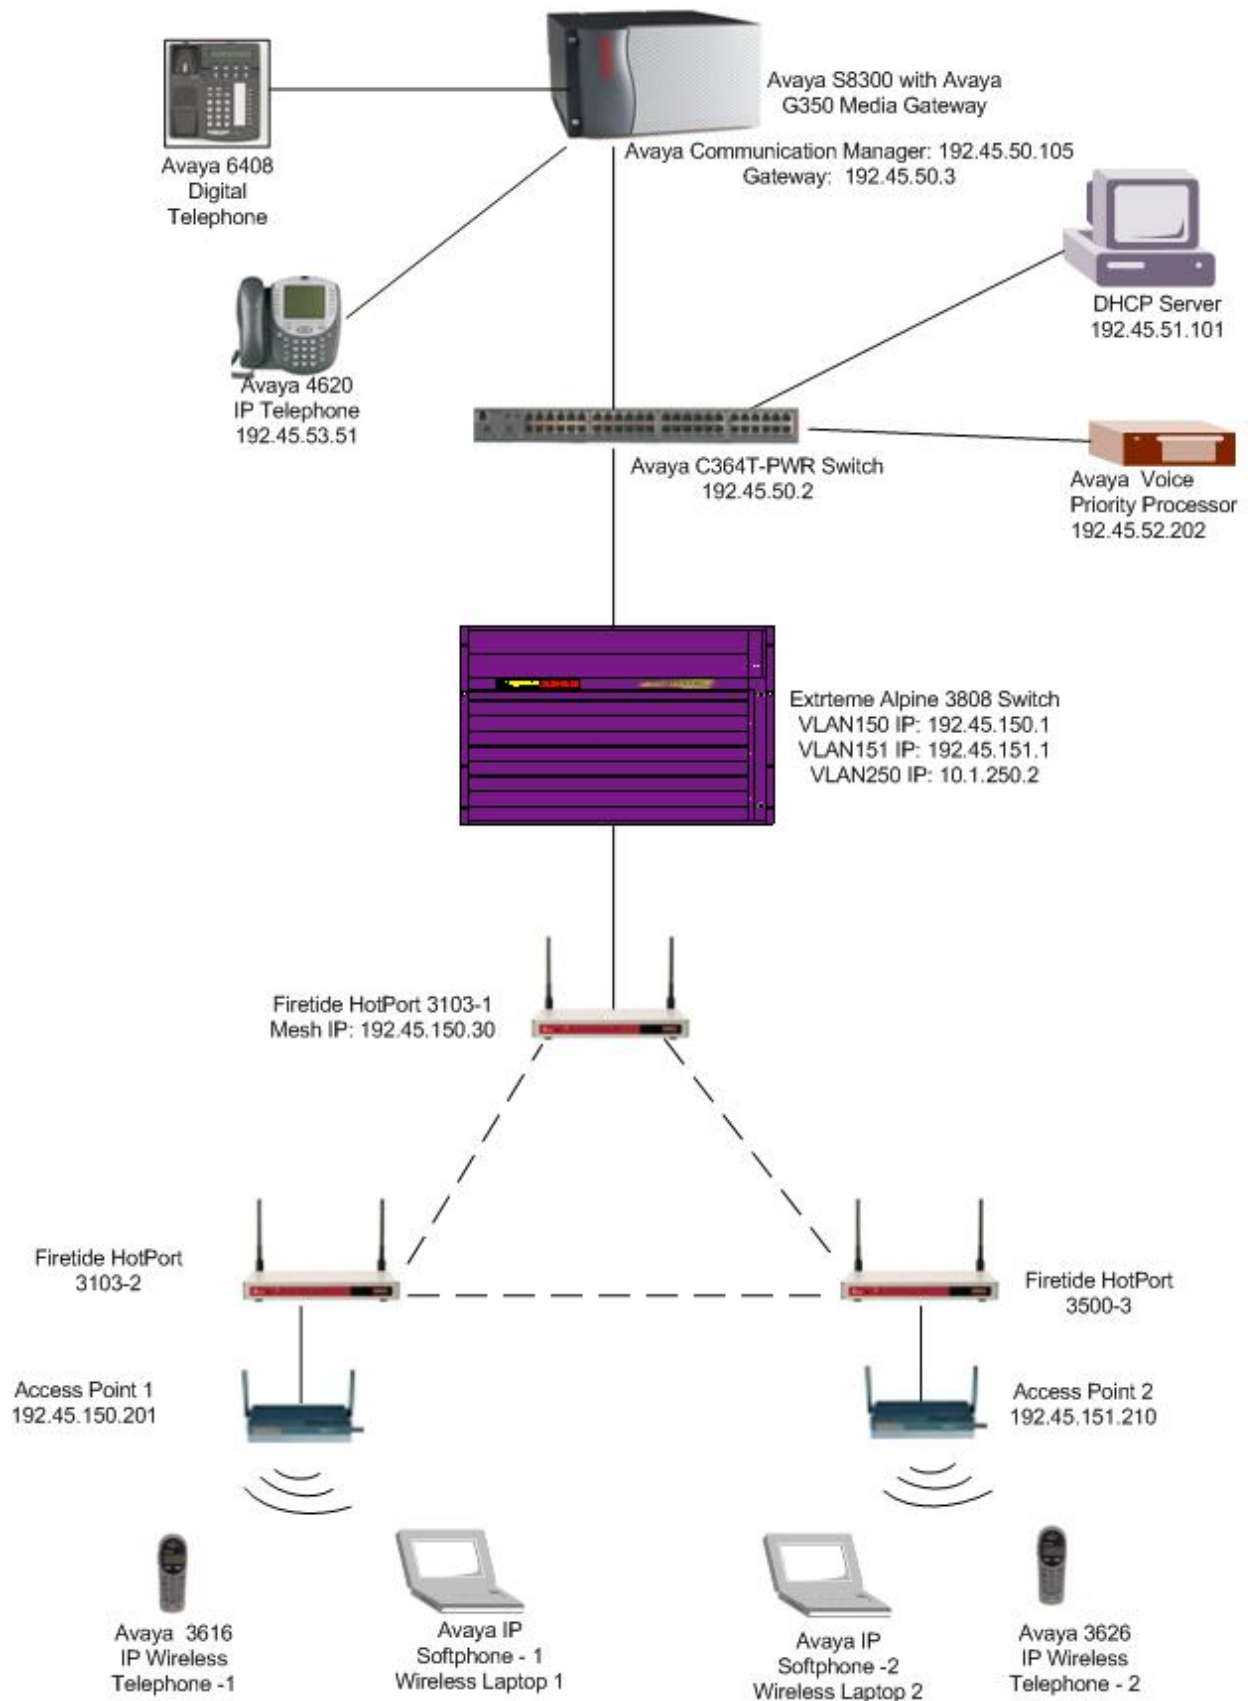 Avaya S8300 with Avaya
G350 Media Gateway
Avaya Communication Manager: 192.45.50.105
Gateway: 192.45.50.3
Avaya 6408
Digital
Telephone
DHCP Server
192.45.51.101
Avaya 4620
IP Telephone
192.45.53.51
Avaya C364T-PWR Switch
192.45.50.2
Avaya Voice
Priority Processor
192.45.52.202
Extrteme Alpine 3808 Switch
VLAN150 IP: 192.45.150.1
VLAN151 IP: 192.45.151.1
VLAN250 IP: 10.1.250.2
Firetide HotPort 3103-1
Mesh IP: 192.45.150.30
Firetide HotPort
3103-2
Firetide HotPort
3500-3
Access Point 1
192.45.150.201
Access Point 2
192.45.151.210
Avaya 3616
IP Wireless
Telephone -1
Avaya IP
Softphone - 1
Wireless Laptop 1
Avaya IP
Softphone -2
Wireless Laptop 2
Avaya 3626
IP Wireless
Telephone - 2